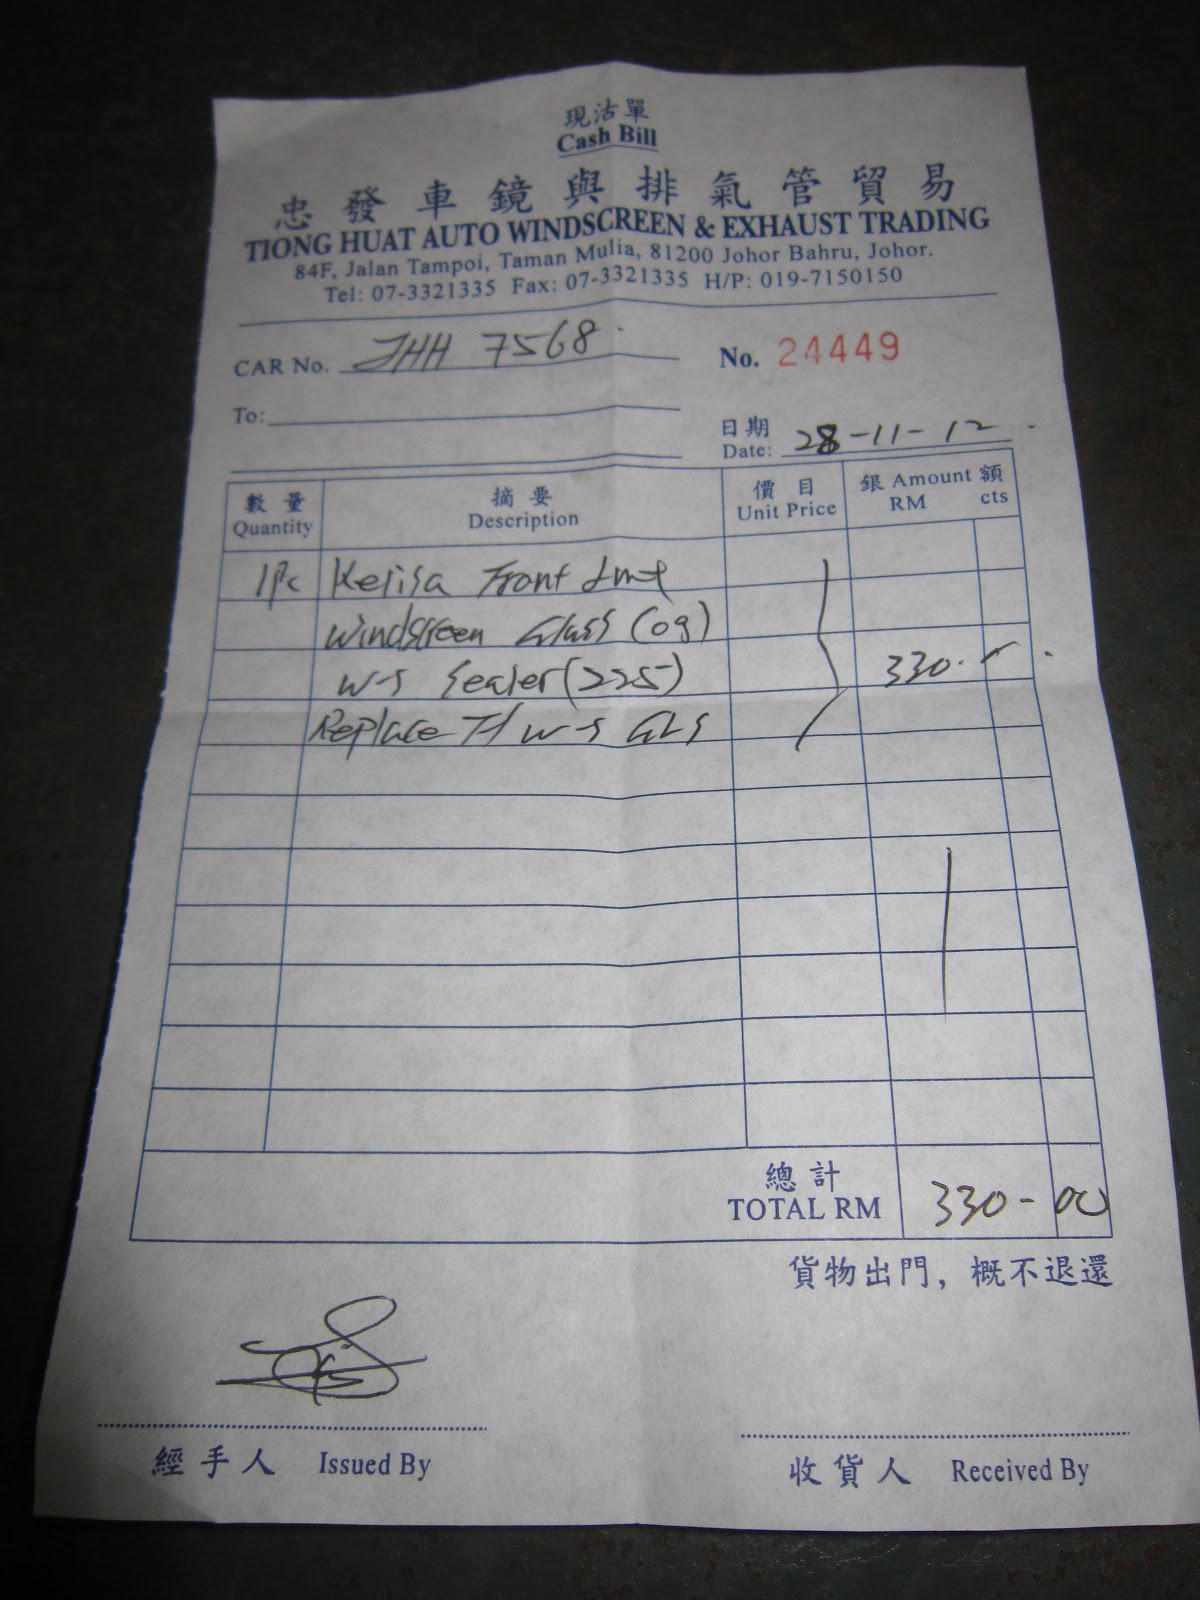 現沽單
Cash Bill
忠發車鏡與排氣管貿易
TIONG HUAT AUTO WINDSCREEN & EXHAUST TRADING
84F, Jalan Tampoi, Taman Mulia, 81200 Johor Bahru, Johor.
Tel: 07-3321335 Fax: 07-3321335 H/P: 019-7150150
CAR No. JHH 7568
No. 24449
To:
日期
Date: 28-11-12
數量 摘要 價目 銀 Amount 額
Quantity Description Unit Price RM cts
1pc Kelisa Front Lmt
Windscreen Glass (og)
W-S Sealer (225) 330.
Replace W-S
總計
TOTAL RM 330-00
貨物出門，概不退還
經手人 Issued By
收貨人 Received By